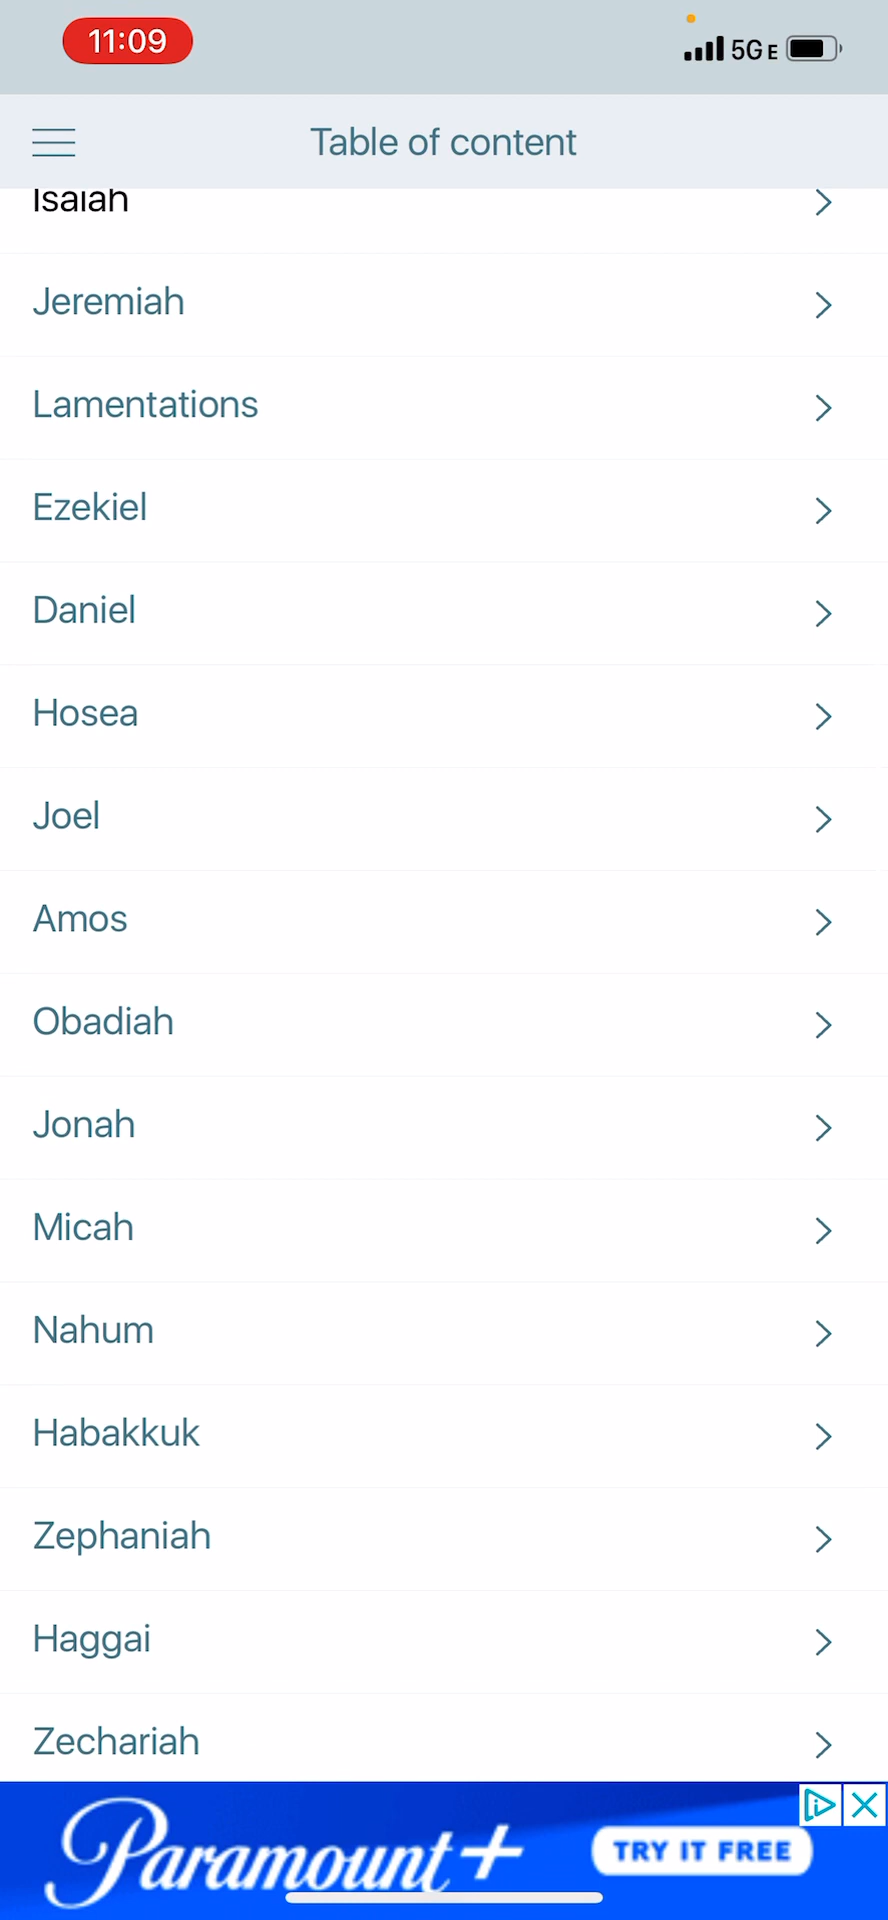 11:09
5G E
Table of content
Isaiah
Jeremiah
Lamentations
Ezekiel
Daniel
Hosea
Joel
Amos
Obadiah
Jonah
Micah
Nahum
Habakkuk
Zephaniah
Haggai
Zechariah
Paramount+
TRY IT FREE